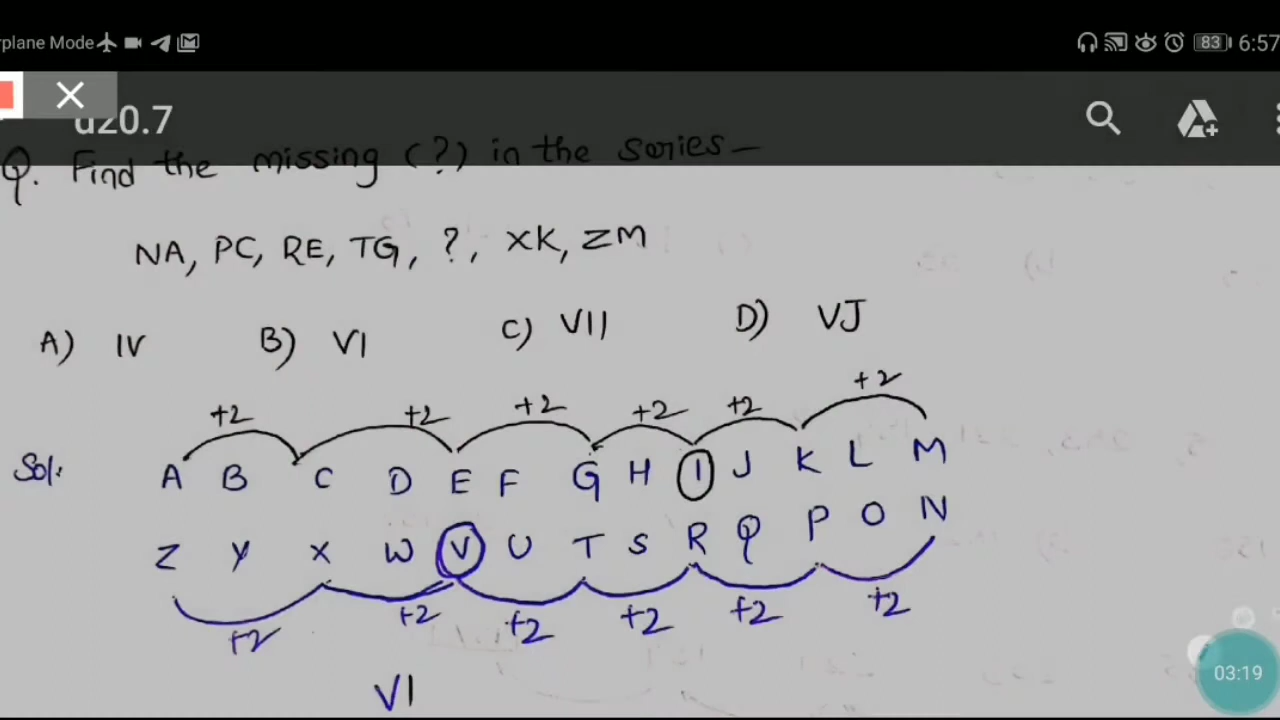 rplane Mode 83 6:57
d20.7
Q. Find the missing (?) in the series —
NA, PC, RE, TG, ?, XK, ZM
A) IV B) VI C) VII D) VJ
+2 +2 +2 +2 +2 +2
Sol: A B C D E F G H I J K L M
Z Y X W V U T S R Q P O N
+2 +2 +2 +2 +2 +2
VI
03:19